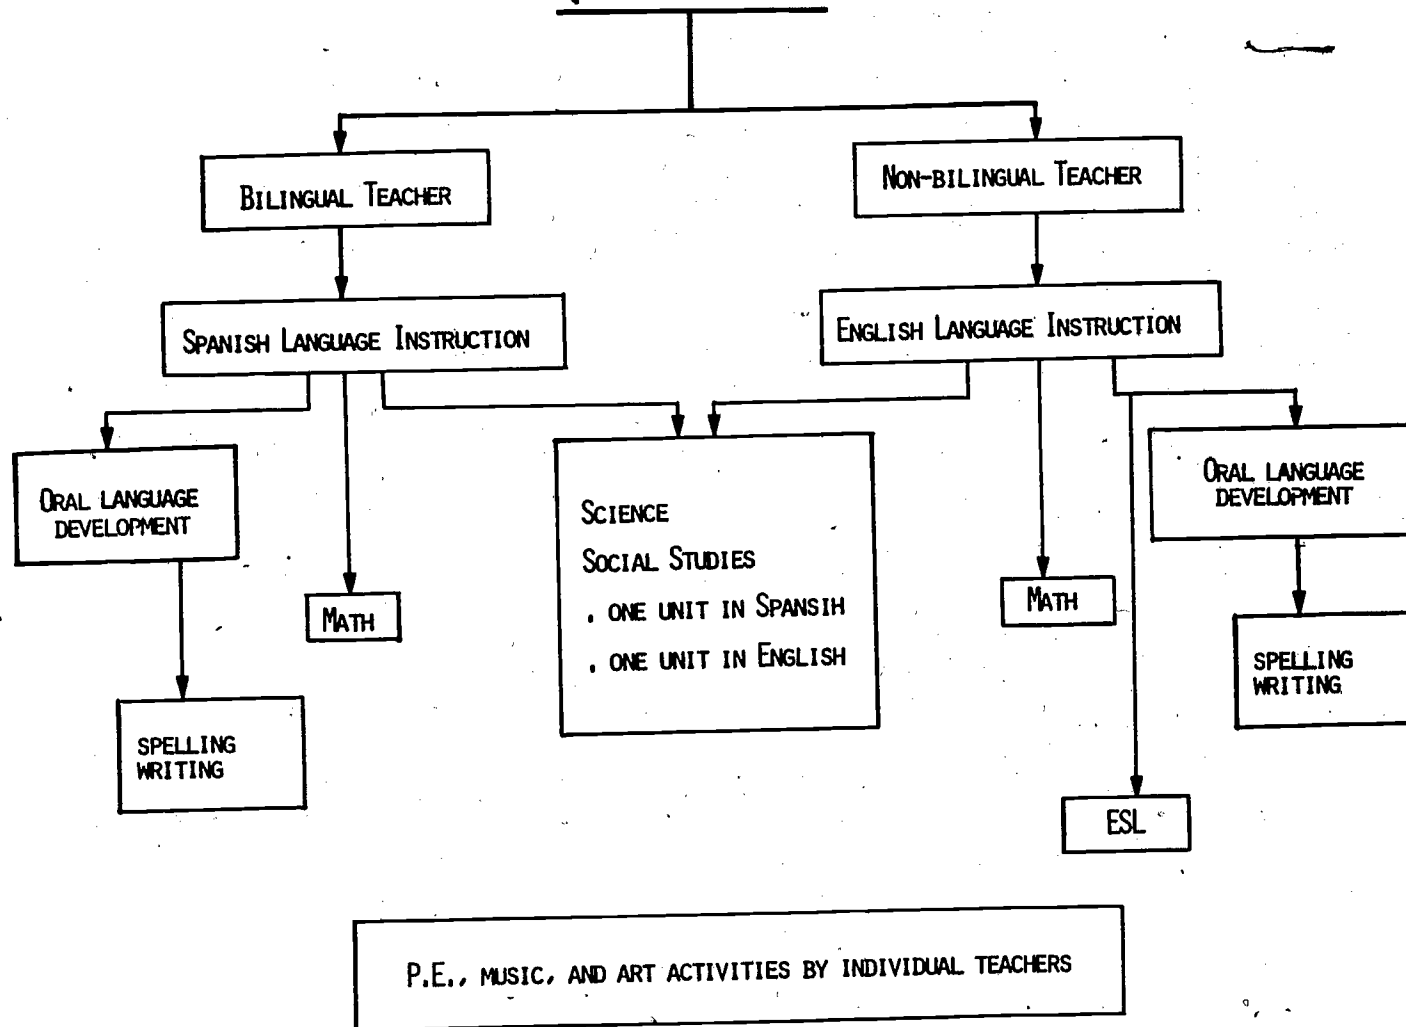 BILINGUAL TEACHER
NON-BILINGUAL TEACHER
SPANISH LANGUAGE INSTRUCTION
ENGLISH LANGUAGE INSTRUCTION
ORAL LANGUAGE
DEVELOPMENT
MATH
SPELLING
WRITING
SCIENCE
SOCIAL STUDIES
. ONE UNIT IN SPANSIH
. ONE UNIT IN ENGLISH
MATH
ORAL LANGUAGE
DEVELOPMENT
SPELLING
WRITING
ESL
P.E., MUSIC, AND ART ACTIVITIES BY INDIVIDUAL TEACHERS